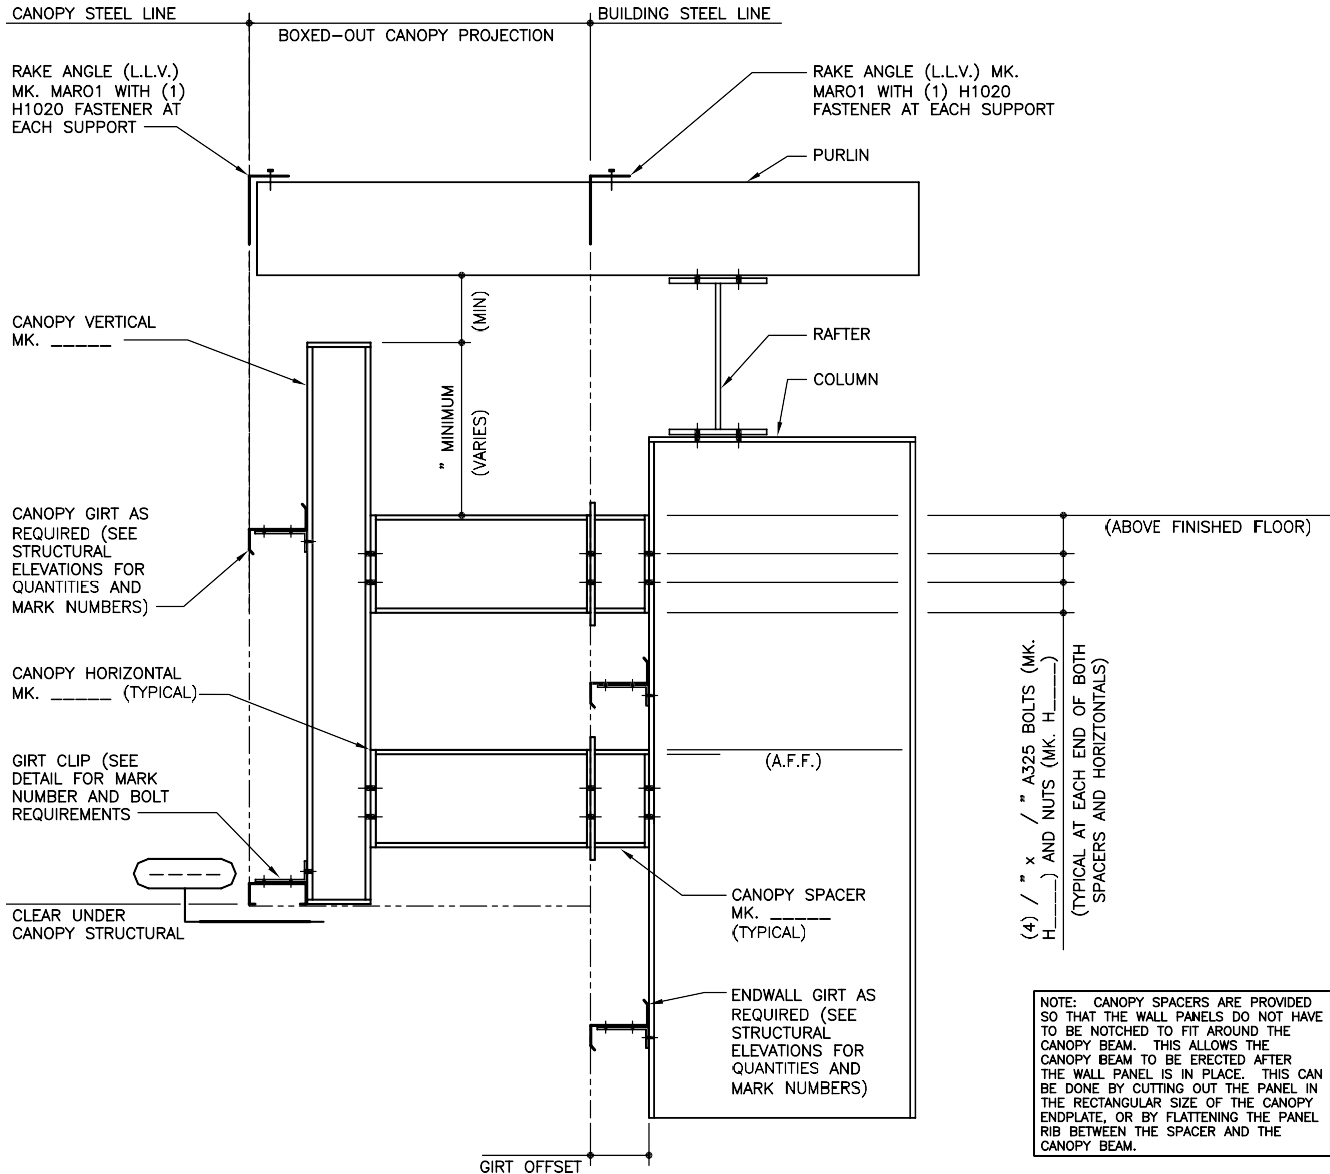 CANOPY STEEL LINE
BUILDING STEEL LINE
BOXED-OUT CANOPY PROJECTION
RAKE ANGLE (L.L.V.)
MK. MARO1 WITH (1)
H1020 FASTENER AT
EACH SUPPORT
RAKE ANGLE (L.L.V.) MK.
MARO1 WITH (1) H1020
FASTENER AT EACH SUPPORT
PURLIN
(MIN)
CANOPY VERTICAL
MK. _____
RAFTER
COLUMN
" MINIMUM
(VARIES)
CANOPY GIRT AS
REQUIRED (SEE
STRUCTURAL
ELEVATIONS FOR
QUANTITIES AND
MARK NUMBERS)
(ABOVE FINISHED FLOOR)
CANOPY HORIZONTAL
MK. _____ (TYPICAL)
(A.F.F.)
GIRT CLIP (SEE
DETAIL FOR MARK
NUMBER AND BOLT
REQUIREMENTS
(4) / " x / " A325 BOLTS (MK.
H____) AND NUTS (MK. H____)
(TYPICAL AT EACH END OF BOTH
SPACERS AND HORIZTONTALS)
CLEAR UNDER
CANOPY STRUCTURAL
CANOPY SPACER
MK. _____
(TYPICAL)
ENDWALL GIRT AS
REQUIRED (SEE
STRUCTURAL
ELEVATIONS FOR
QUANTITIES AND
MARK NUMBERS)
NOTE: CANOPY SPACERS ARE PROVIDED
SO THAT THE WALL PANELS DO NOT HAVE
TO BE NOTCHED TO FIT AROUND THE
CANOPY BEAM. THIS ALLOWS THE
CANOPY BEAM TO BE ERECTED AFTER
THE WALL PANEL IS IN PLACE. THIS CAN
BE DONE BY CUTTING OUT THE PANEL IN
THE RECTANGULAR SIZE OF THE CANOPY
ENDPLATE, OR BY FLATTENING THE PANEL
RIB BETWEEN THE SPACER AND THE
CANOPY BEAM.
GIRT OFFSET